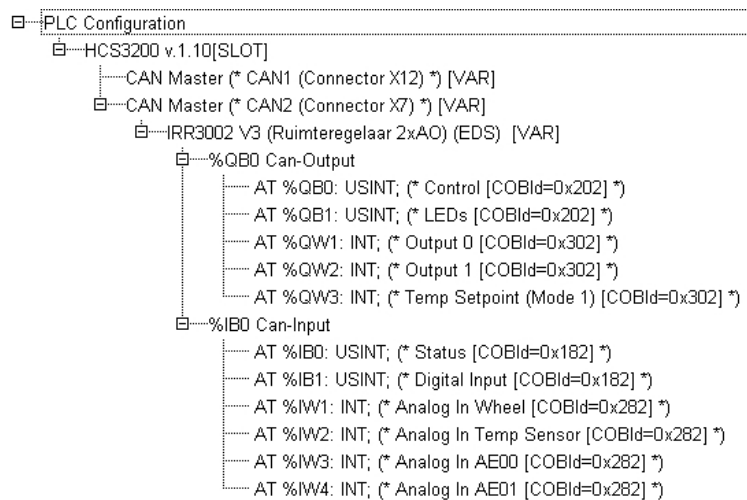 PLC Configuration
HCS3200 v.1.10[SLOT]
CAN Master (* CAN1 (Connector X12) *) [VAR]
CAN Master (* CAN2 (Connector X7) *) [VAR]
IRR3002 V3 (Ruimteregelaar 2xAO) (EDS) [VAR]
%QB0 Can-Output
AT %QB0: USINT; (* Control [COBId=0x202] *)
AT %QB1: USINT; (* LEDs [COBId=0x202] *)
AT %QW1: INT; (* Output 0 [COBId=0x302] *)
AT %QW2: INT; (* Output 1 [COBId=0x302] *)
AT %QW3: INT; (* Temp Setpoint (Mode 1) [COBId=0x302] *)
%IB0 Can-Input
AT %IB0: USINT; (* Status [COBId=0x182] *)
AT %IB1: USINT; (* Digital Input [COBId=0x182] *)
AT %IW1: INT; (* Analog In Wheel [COBId=0x282] *)
AT %IW2: INT; (* Analog In Temp Sensor [COBId=0x282] *)
AT %IW3: INT; (* Analog In AE00 [COBId=0x282] *)
AT %IW4: INT; (* Analog In AE01 [COBId=0x282] *)